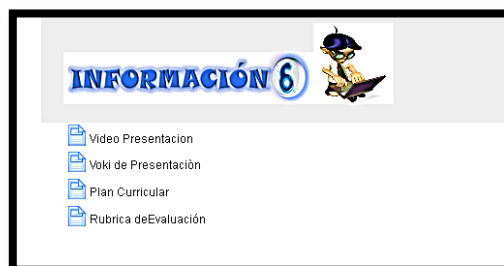 INFORMACIÓN 6
Video Presentacion
Voki de Presentaciòn
Plan Curricular
Rubrica deEvaluación